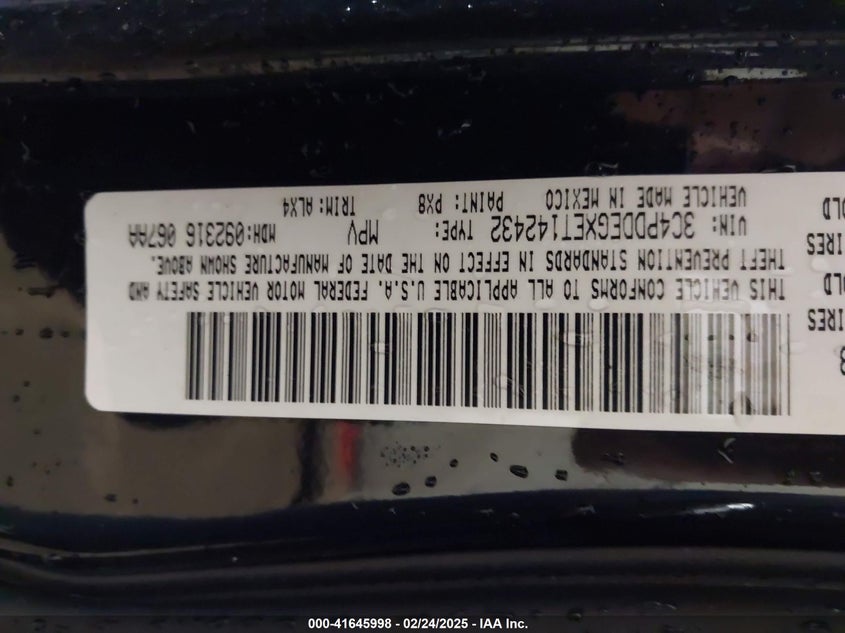 THIS VEHICLE CONFORMS TO ALL APPLICABLE U.S.A. FEDERAL MOTOR VEHICLE SAFETY AND
THEFT PREVENTION STANDARDS IN EFFECT ON THE DATE OF MANUFACTURE SHOWN ABOVE.
VIN: 3C4PDDEGXET142432 TYPE: MPV MDH:092316 067AA
VEHICLE MADE IN MEXICO PAINT: PX8 TRIM: ALX4
000-41645998 - 02/24/2025 - IAA Inc.